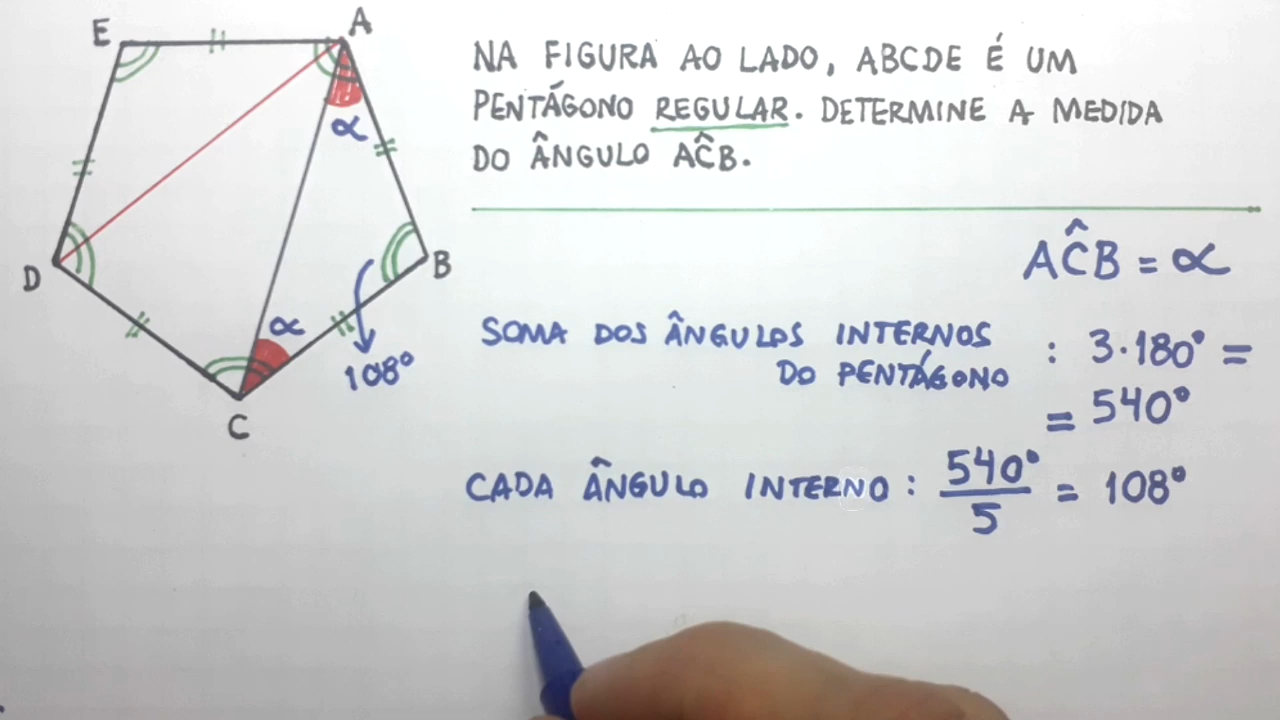 E
A
α
D
B
α
108°
C
NA FIGURA AO LADO, ABCDE É UM
PENTÁGONO REGULAR. DETERMINE A MEDIDA
DO ÂNGULO AĈB.
AĈB = α
SOMA DOS ÂNGULOS INTERNOS
DO PENTÁGONO : 3·180° =
= 540°
CADA ÂNGULO INTERNO : 540°/5 = 108°